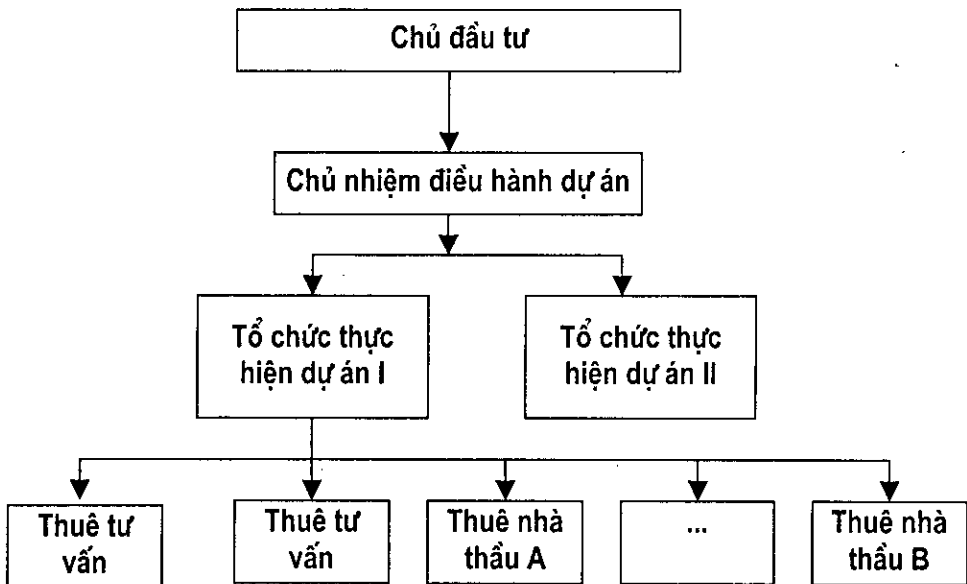 Chủ đầu tư
Chủ nhiệm điều hành dự án
Tổ chức thực
hiện dự án I
Tổ chức thực
hiện dự án II
Thuê tư
vấn
Thuê tư
vấn
Thuê nhà
thầu A
...
Thuê nhà
thầu B